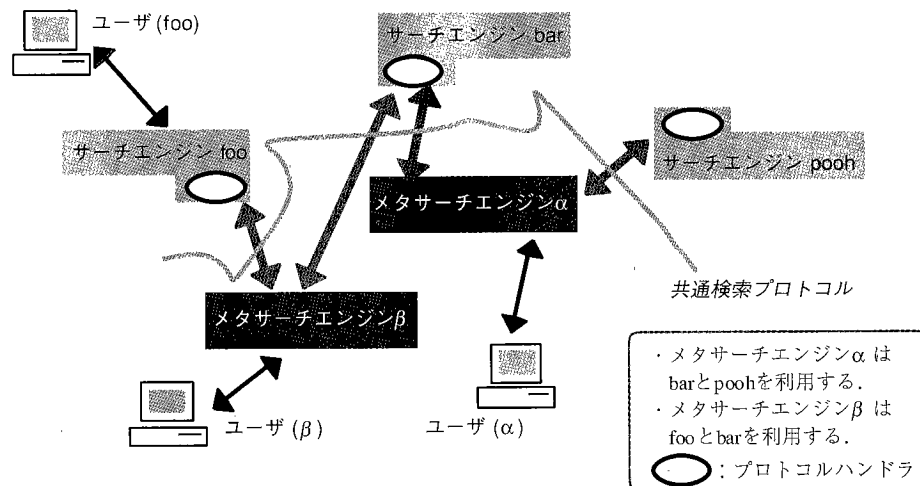 ユーザ (foo)
サーチエンジン bar
サーチエンジン foo
サーチエンジン pooh
メタサーチエンジンα
共通検索プロトコル
メタサーチエンジンβ
・メタサーチエンジンα は
barとpoohを利用する．
・メタサーチエンジンβ は
fooとbarを利用する．
：プロトコルハンドラ
ユーザ (β)
ユーザ (α)